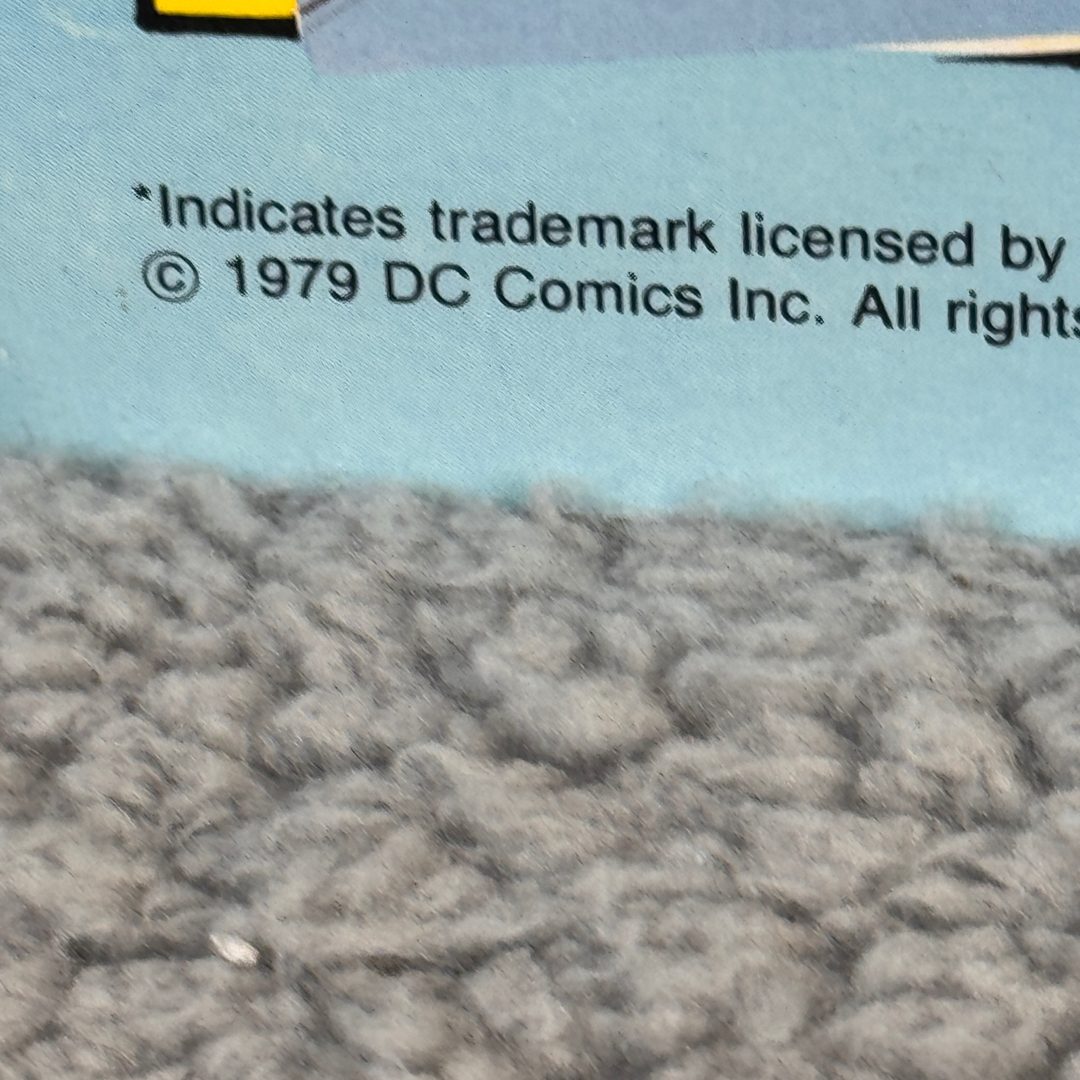 *Indicates trademark licensed by
© 1979 DC Comics Inc. All rights